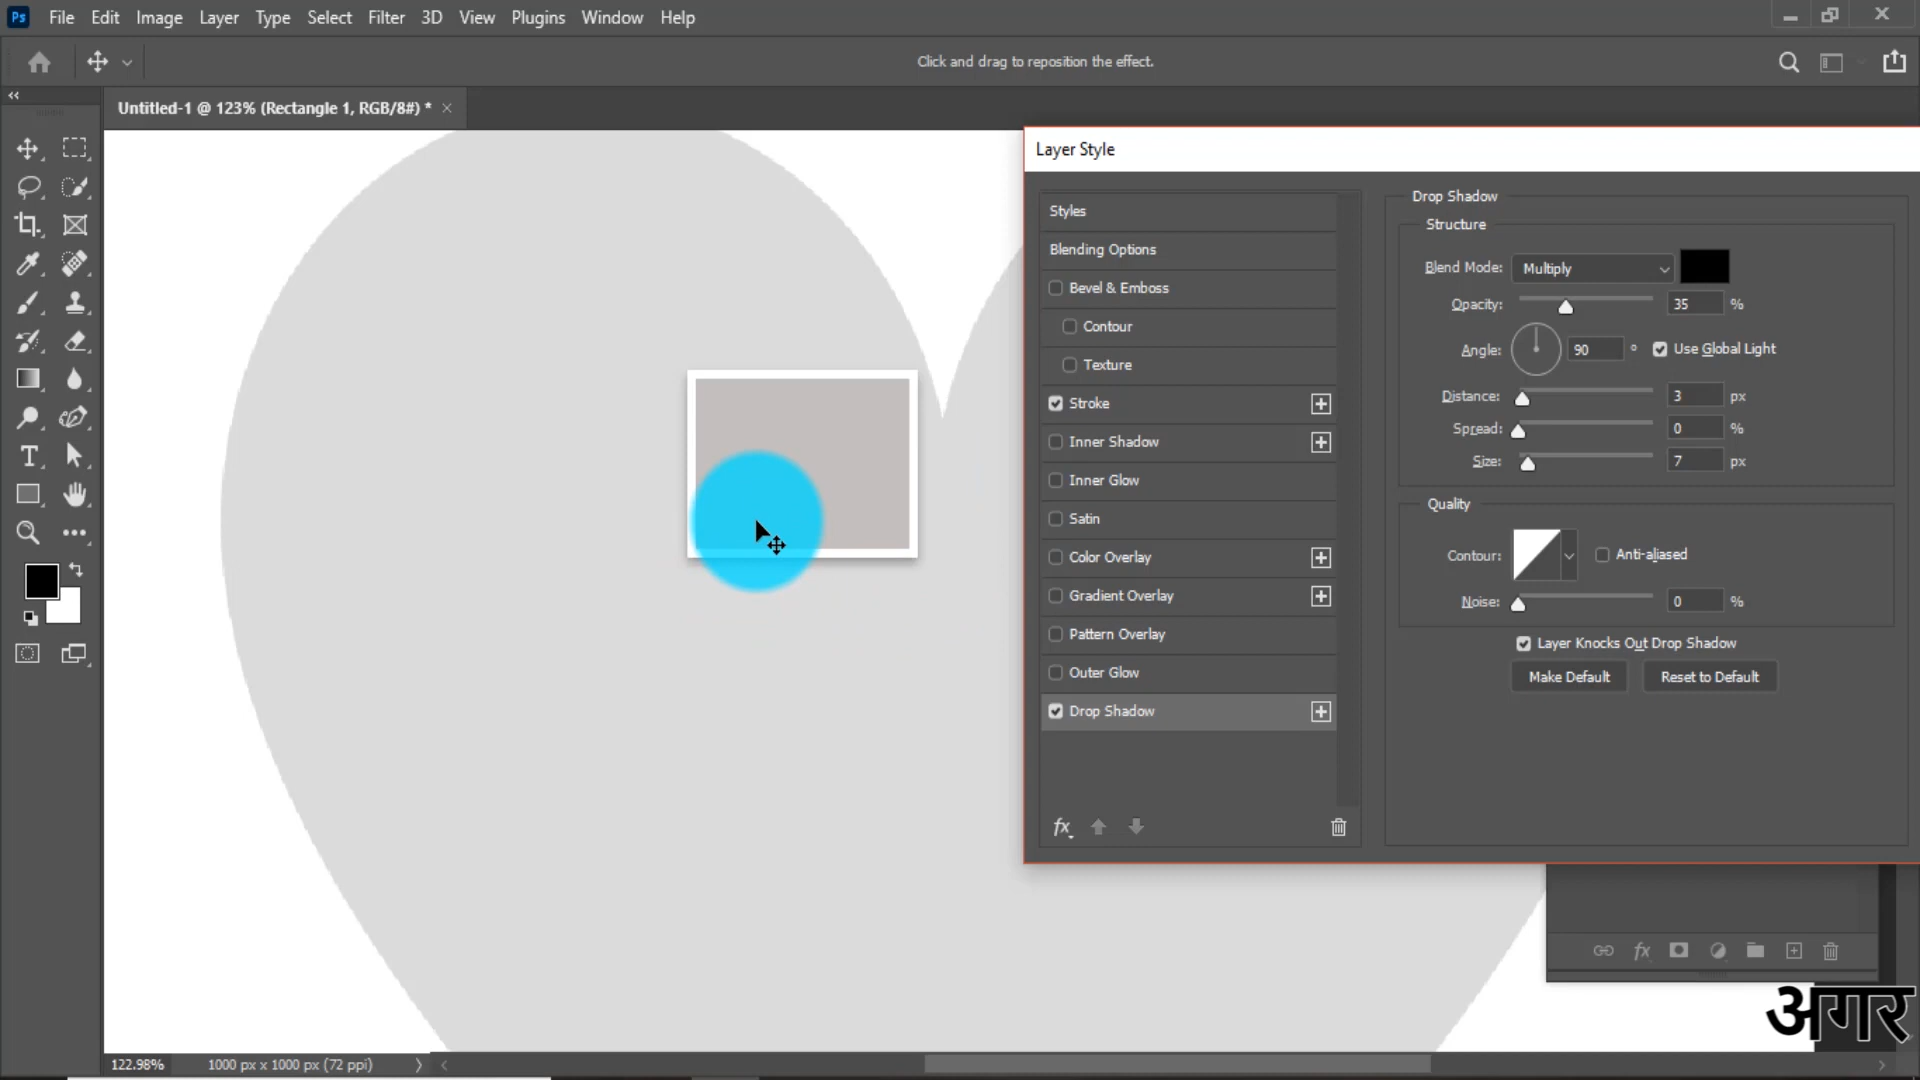 Ps File Edit Image Layer Type Select Filter 3D View Plugins Window Help
Click and drag to reposition the effect.
Untitled-1 @ 123% (Rectangle 1, RGB/8#) *
Layer Style
Styles
Blending Options
Bevel & Emboss
Contour
Texture
Stroke
Inner Shadow
Inner Glow
Satin
Color Overlay
Gradient Overlay
Pattern Overlay
Outer Glow
Drop Shadow
fx
Drop Shadow
Structure
Blend Mode: Multiply
Opacity: 35 %
Angle: 90 ° Use Global Light
Distance: 3 px
Spread: 0 %
Size: 7 px
Quality
Contour: Anti-aliased
Noise: 0 %
Layer Knocks Out Drop Shadow
Make Default Reset to Default
fx
अगर
122.98% 1000 px x 1000 px (72 ppi)